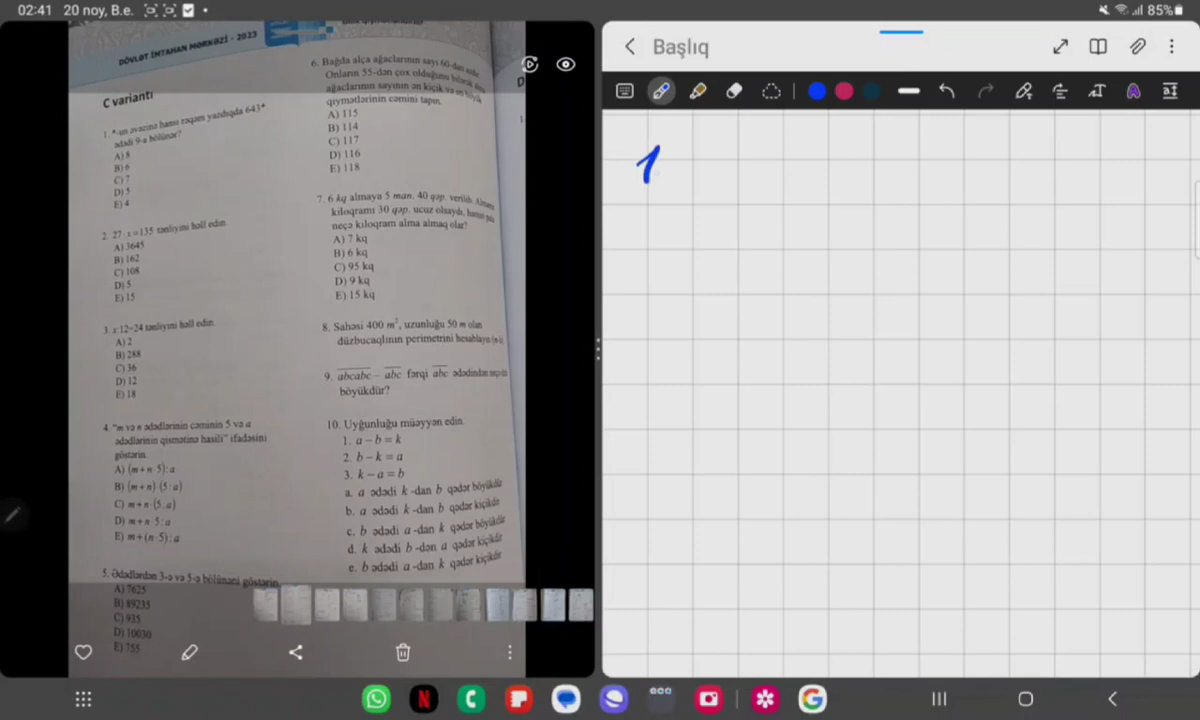 02:41 20 noy, B.e.
85%
DÖVLƏT İMTAHAN MƏRKƏZİ - 2023
C variantı
1. *-un əvəzinə hansı rəqəm yazılışda 643*
ədədi 9-a bölünər?
A) 8
B) 6
C) 7
D) 5
E) 4
2. 27·x=135 tənliyini həll edin.
A) 3645
B) 162
C) 108
D) 5
E) 15
3. x:12=24 tənliyini həll edin.
A) 2
B) 288
C) 36
D) 12
E) 18
4. "m və n ədədlərinin cəminin 5 və a
ədədlərinin qismətinə hasili" ifadəsini
göstərin.
A) (m+n·5):a
B) (m+n)·(5:a)
C) m+n·(5:a)
D) m+n·5:a
E) m+(n·5):a
5. Ədədlərdən 3-ə və 5-ə bölünəni göstərin.
A) 7625
B) 89235
C) 935
D) 10030
E) 755
6. Bağda alça ağaclarının sayı 60-dan
Onların 55-dən çox olduğunu bilərək
ağaclarının sayının ən kiçik və ən böyük
qiymətlərinin cəmini tapın.
A) 115
B) 114
C) 117
D) 116
E) 118
7. 6 kq almaya 5 man. 40 qəp. verilib. Almanın
kiloqramı 30 qəp. ucuz olsaydı, həmin pula
neçə kiloqram alma almaq olar?
A) 7 kq
B) 6 kq
C) 95 kq
D) 9 kq
E) 15 kq
8. Sahəsi 400 m², uzunluğu 50 m olan
düzbucaqlının perimetrini hesablayın
9. abcabc – abc fərqi abc ədədindən
böyükdür?
10. Uyğunluğu müəyyən edin.
1. a – b = k
2. b – k = a
3. k – a = b
a. a ədədi k -dan b qədər böyükdür
b. a ədədi k -dan b qədər kiçikdir
c. b ədədi a -dan k qədər böyükdür
d. k ədədi b -dən a qədər kiçikdir
e. b ədədi a -dan k qədər kiçikdir
Başlıq
1